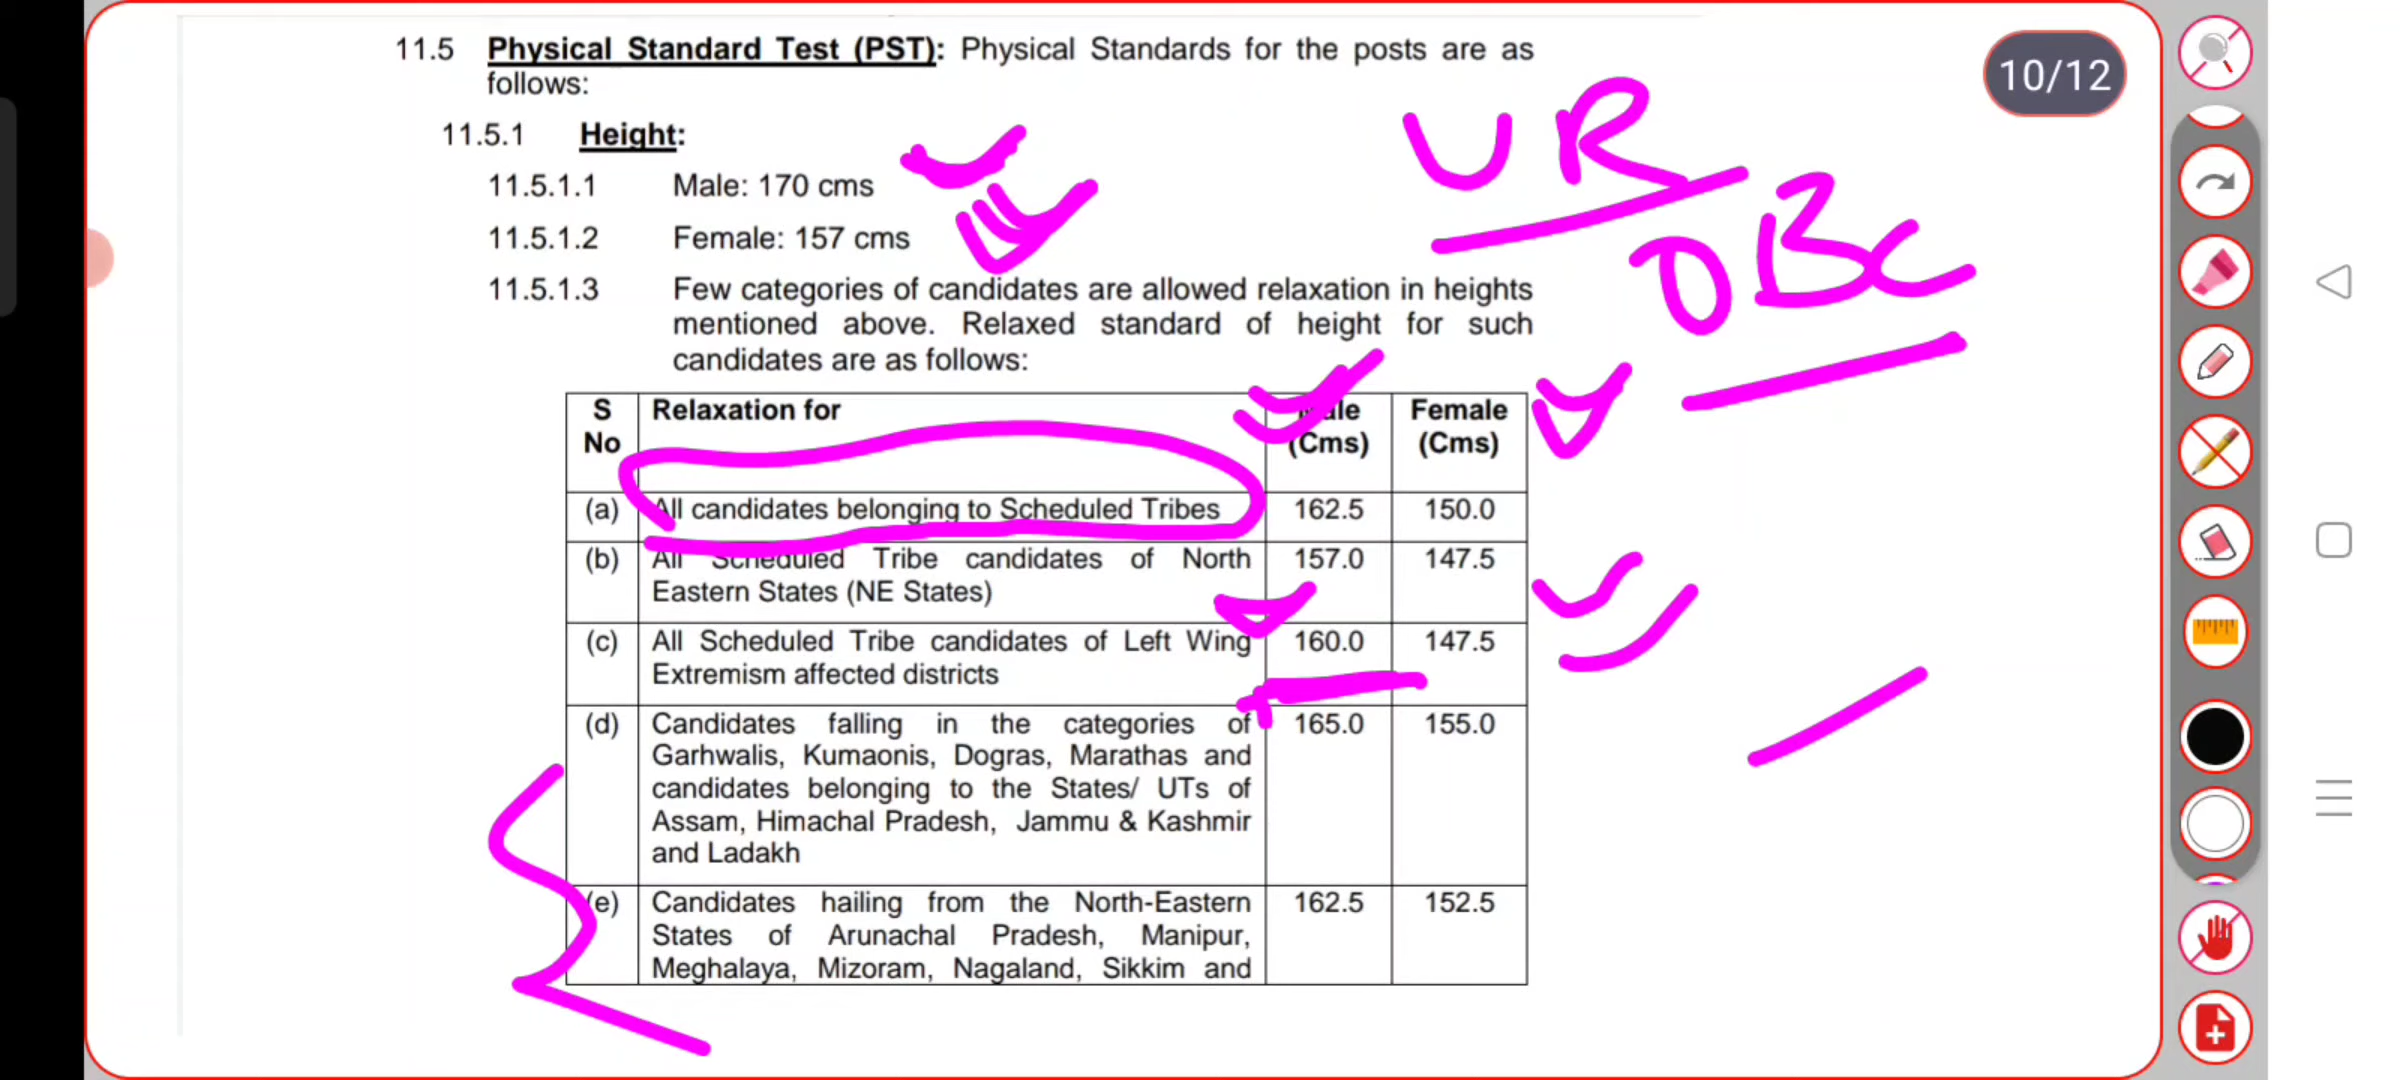 11.5 Physical Standard Test (PST): Physical Standards for the posts are as
follows:
10/12
UR
11.5.1 Height:
11.5.1.1 Male: 170 cms
OBC
11.5.1.2 Female: 157 cms
11.5.1.3 Few categories of candidates are allowed relaxation in heights
mentioned above. Relaxed standard of height for such
candidates are as follows:
S No Relaxation for Male (Cms) Female (Cms)
(a) All candidates belonging to Scheduled Tribes 162.5 150.0
(b) All Scheduled Tribe candidates of North 157.0 147.5
Eastern States (NE States)
(c) All Scheduled Tribe candidates of Left Wing 160.0 147.5
Extremism affected districts
(d) Candidates falling in the categories of 165.0 155.0
Garhwalis, Kumaonis, Dogras, Marathas and
candidates belonging to the States/ UTs of
Assam, Himachal Pradesh, Jammu & Kashmir
and Ladakh
(e) Candidates hailing from the North-Eastern 162.5 152.5
States of Arunachal Pradesh, Manipur,
Meghalaya, Mizoram, Nagaland, Sikkim and